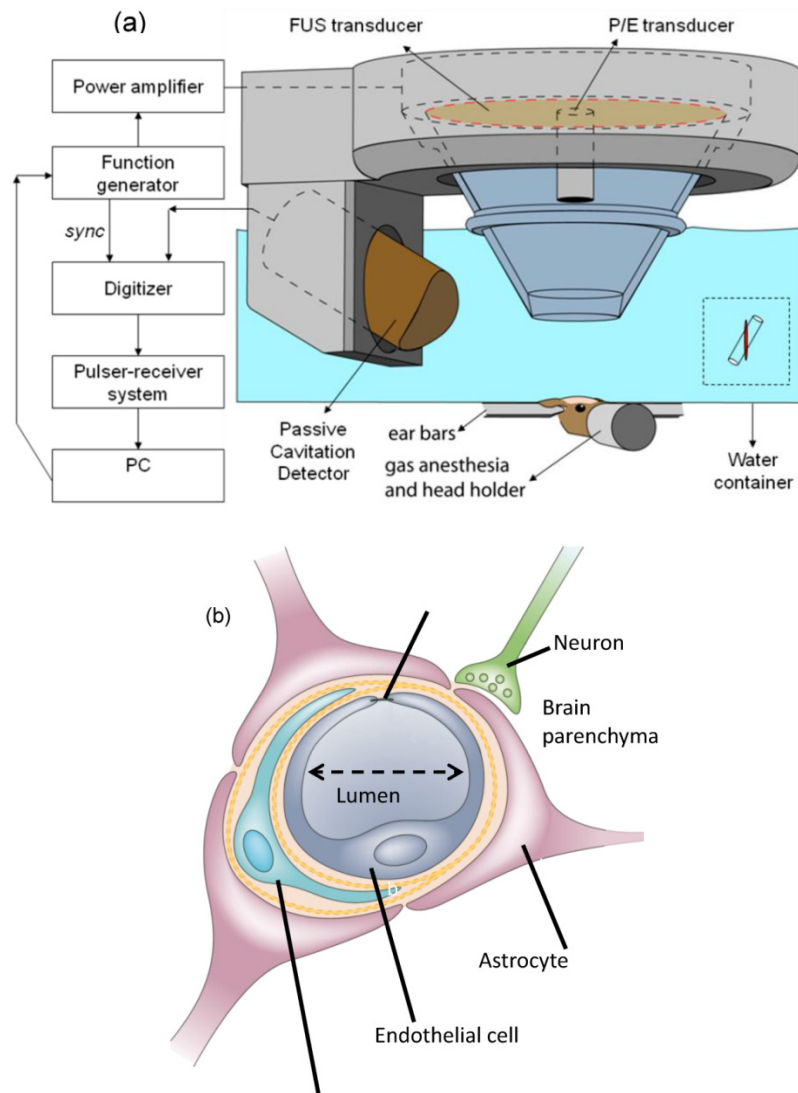 (a)
FUS transducer
P/E transducer
Power amplifier
Function
generator
sync
Digitizer
Pulser-receiver
system
PC
Passive
Cavitation
Detector
ear bars
gas anesthesia
and head holder
Water
container
(b)
Neuron
Brain
parenchyma
Lumen
Astrocyte
Endothelial cell